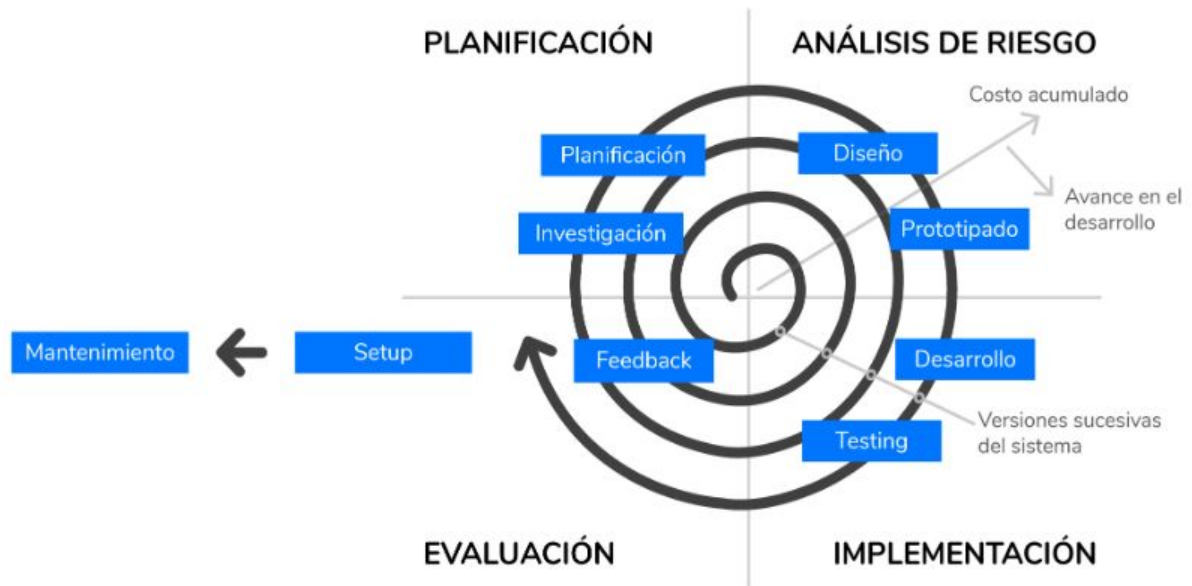 PLANIFICACIÓN
ANÁLISIS DE RIESGO
Costo acumulado
Planificación
Diseño
Avance en el
desarrollo
Investigación
Prototipado
Mantenimiento
Setup
Feedback
Desarrollo
Versiones sucesivas
del sistema
Testing
EVALUACIÓN
IMPLEMENTACIÓN